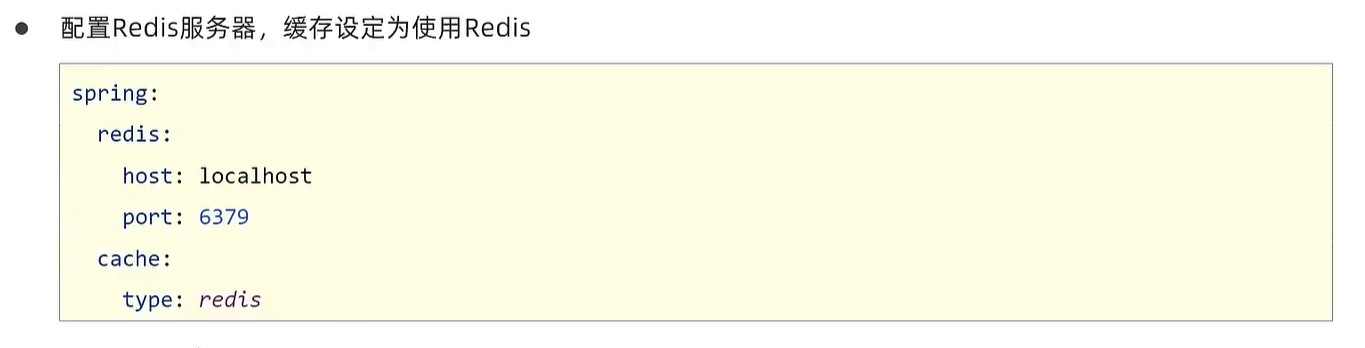 ● 配置Redis服务器，缓存设定为使用Redis
spring:
  redis:
    host: localhost
    port: 6379
  cache:
    type: redis